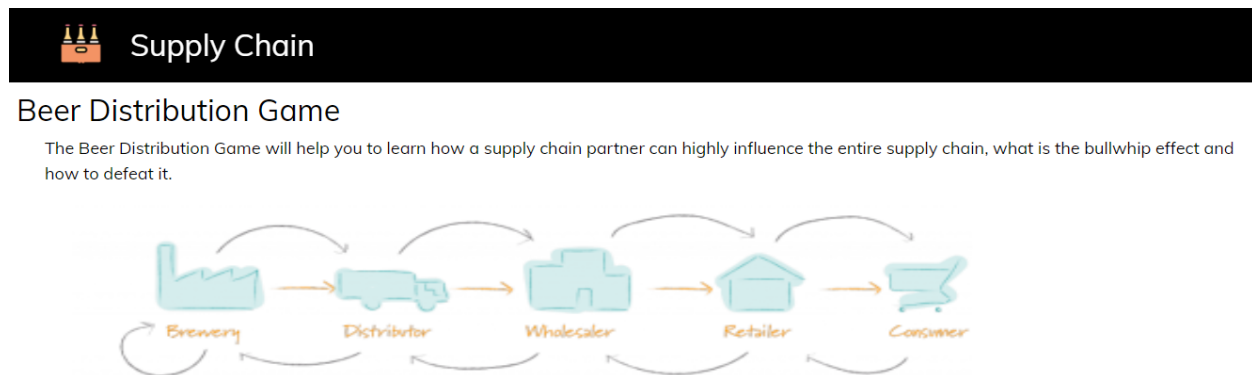 Supply Chain
Beer Distribution Game
The Beer Distribution Game will help you to learn how a supply chain partner can highly influence the entire supply chain, what is the bullwhip effect and
how to defeat it.
Brewery Distributor Wholesaler Retailer Consumer